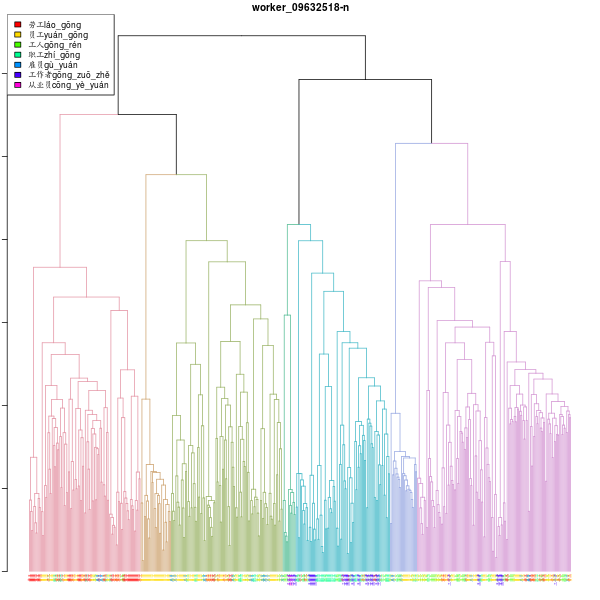 worker_09632518-n
劳工láo_gōng
员工yuán_gōng
工人gōng_rén
职工zhí_gōng
雇员gù_yuán
工作者gōng_zuò_zhě
从业员cóng_yè_yuán